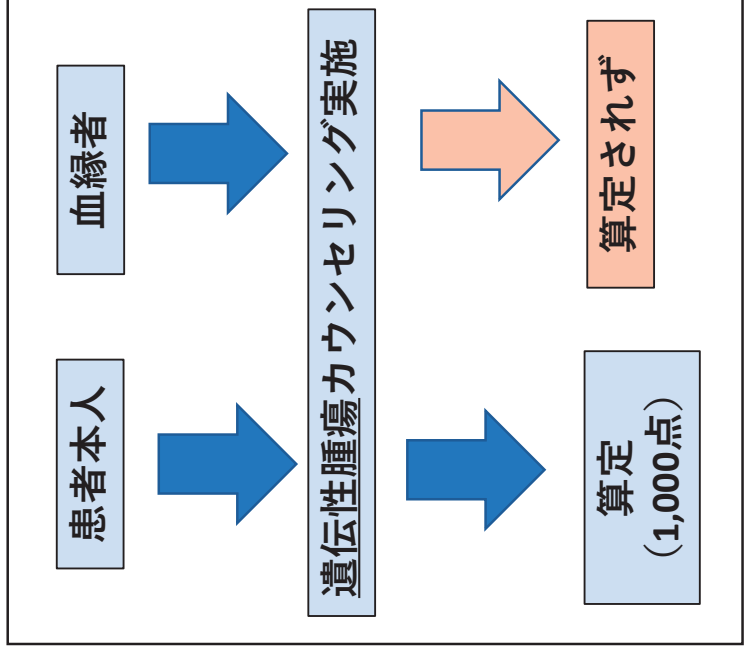 患者本人
血縁者
遺伝性腫瘍カウンセリング実施
算定
（1,000点）
算定されず